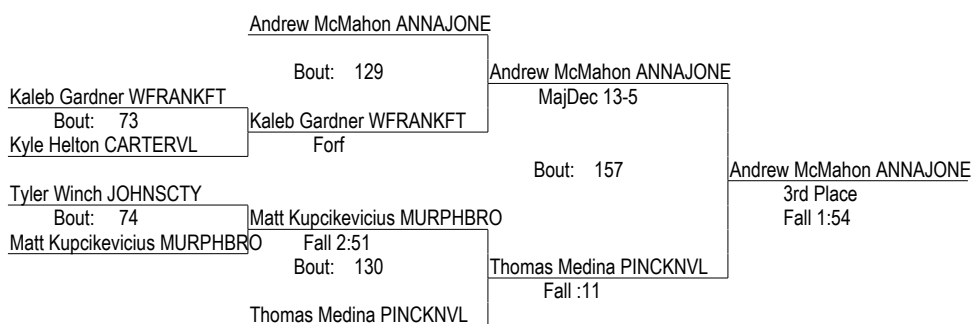 Andrew McMahon ANNAJONE
Bout: 129
Andrew McMahon ANNAJONE
MajDec 13-5
Kaleb Gardner WFRANKFT
Bout: 73
Kaleb Gardner WFRANKFT
Kyle Helton CARTERVL
Forf
Bout: 157
Andrew McMahon ANNAJONE
3rd Place
Fall 1:54
Tyler Winch JOHNSCTY
Bout: 74
Matt Kupcikevicius MURPHBRO
Matt Kupcikevicius MURPHBRO
Fall 2:51
Bout: 130
Thomas Medina PINCKNVL
Fall :11
Thomas Medina PINCKNVL